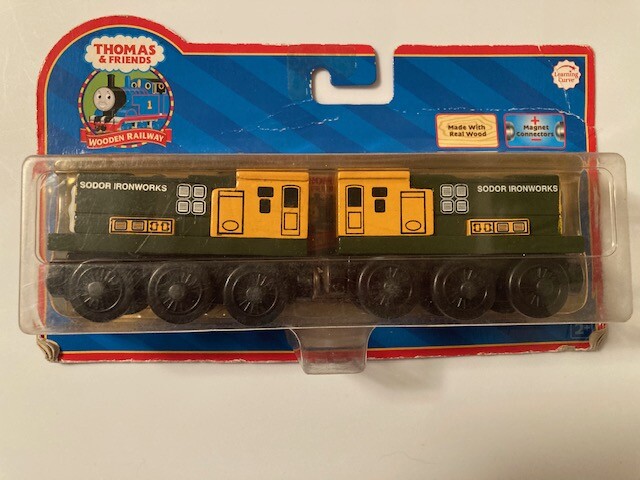 THOMAS
& FRIENDS
1
WOODEN RAILWAY
Learning
Curve
Made With
Real Wood
Magnet
Connectors
SODOR IRONWORKS
SODOR IRONWORKS